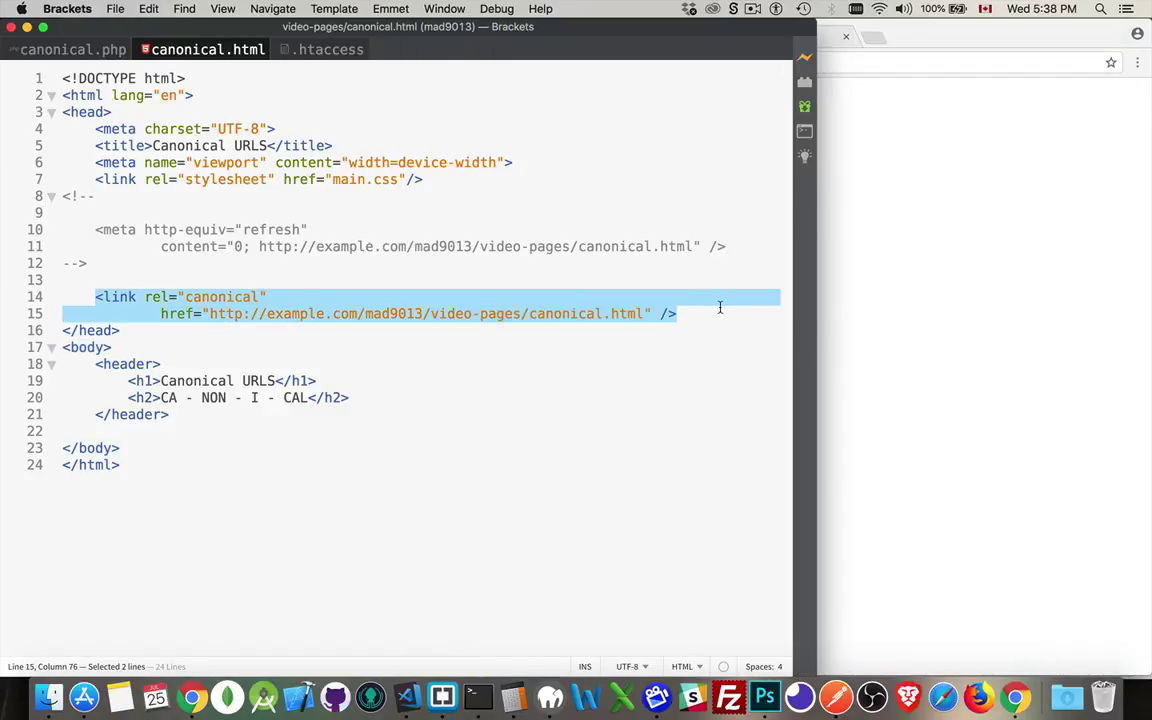 Brackets File Edit Find View Navigate Template Emmet Window Debug Help 100% Wed 5:38 PM
video-pages/canonical.html (mad9013) — Brackets
canonical.php canonical.html .htaccess
1 <!DOCTYPE html>
2 <html lang="en">
3 <head>
4 <meta charset="UTF-8">
5 <title>Canonical URLS</title>
6 <meta name="viewport" content="width=device-width">
7 <link rel="stylesheet" href="main.css"/>
8 <!--
9
10 <meta http-equiv="refresh"
11 content="0; http://example.com/mad9013/video-pages/canonical.html" />
12 -->
13
14 <link rel="canonical"
15 href="http://example.com/mad9013/video-pages/canonical.html" />
16 </head>
17 <body>
18 <header>
19 <h1>Canonical URLS</h1>
20 <h2>CA - NON - I - CAL</h2>
21 </header>
22
23 </body>
24 </html>
Line 15, Column 76 — Selected 2 lines — 24 Lines INS UTF-8 HTML Spaces: 4
JUL
25